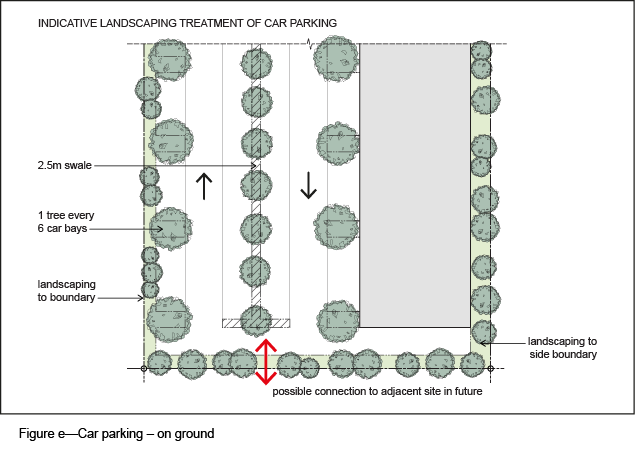 INDICATIVE LANDSCAPING TREATMENT OF CAR PARKING
2.5m swale
1 tree every
6 car bays
landscaping
to boundary
landscaping to
side boundary
possible connection to adjacent site in future
Figure e—Car parking – on ground